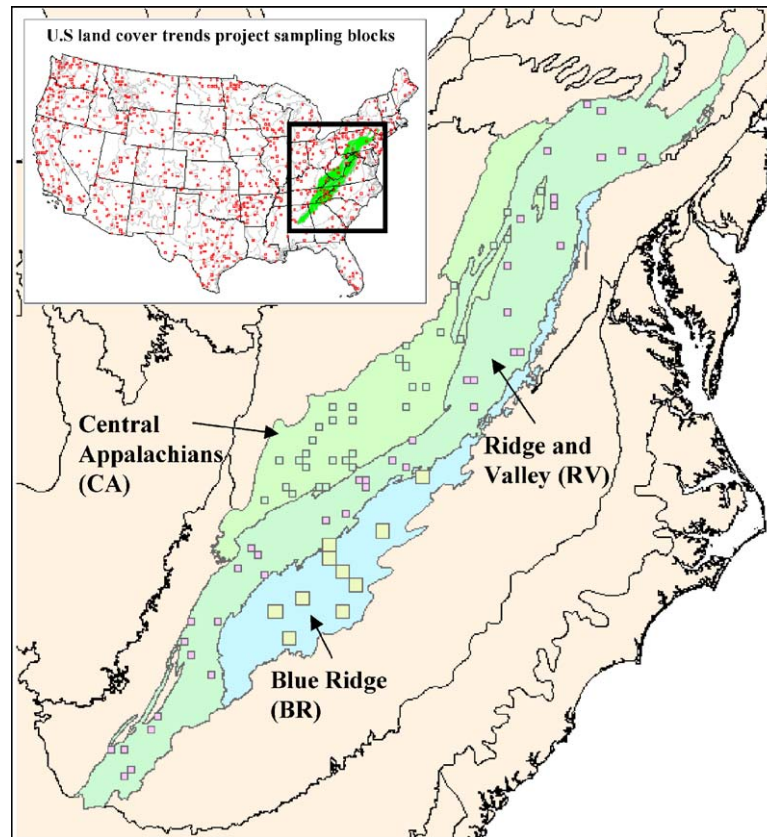 U.S land cover trends project sampling blocks
Central
Appalachians
(CA)
Ridge and
Valley (RV)
Blue Ridge
(BR)